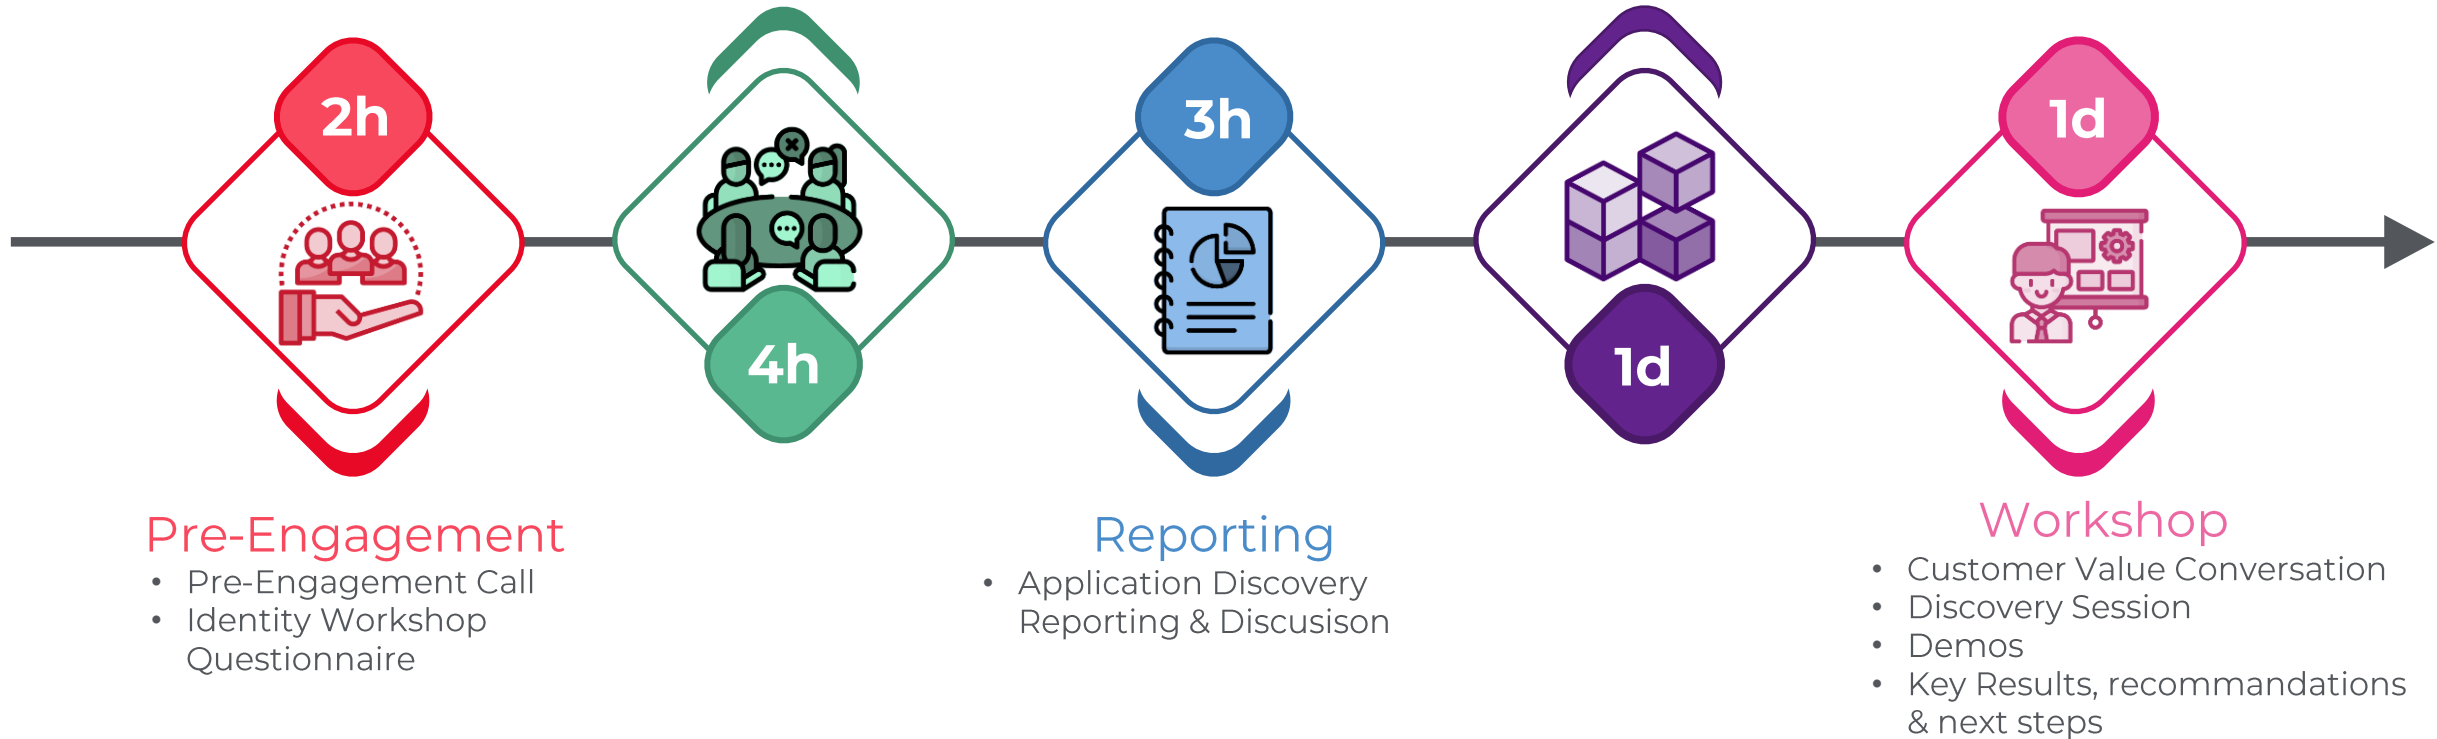 2h
4h
3h
1d
1d
Pre-Engagement
• Pre-Engagement Call
• Identity Workshop
Questionnaire
Reporting
• Application Discovery
Reporting & Discusison
Workshop
• Customer Value Conversation
• Discovery Session
• Demos
• Key Results, recommandations
& next steps